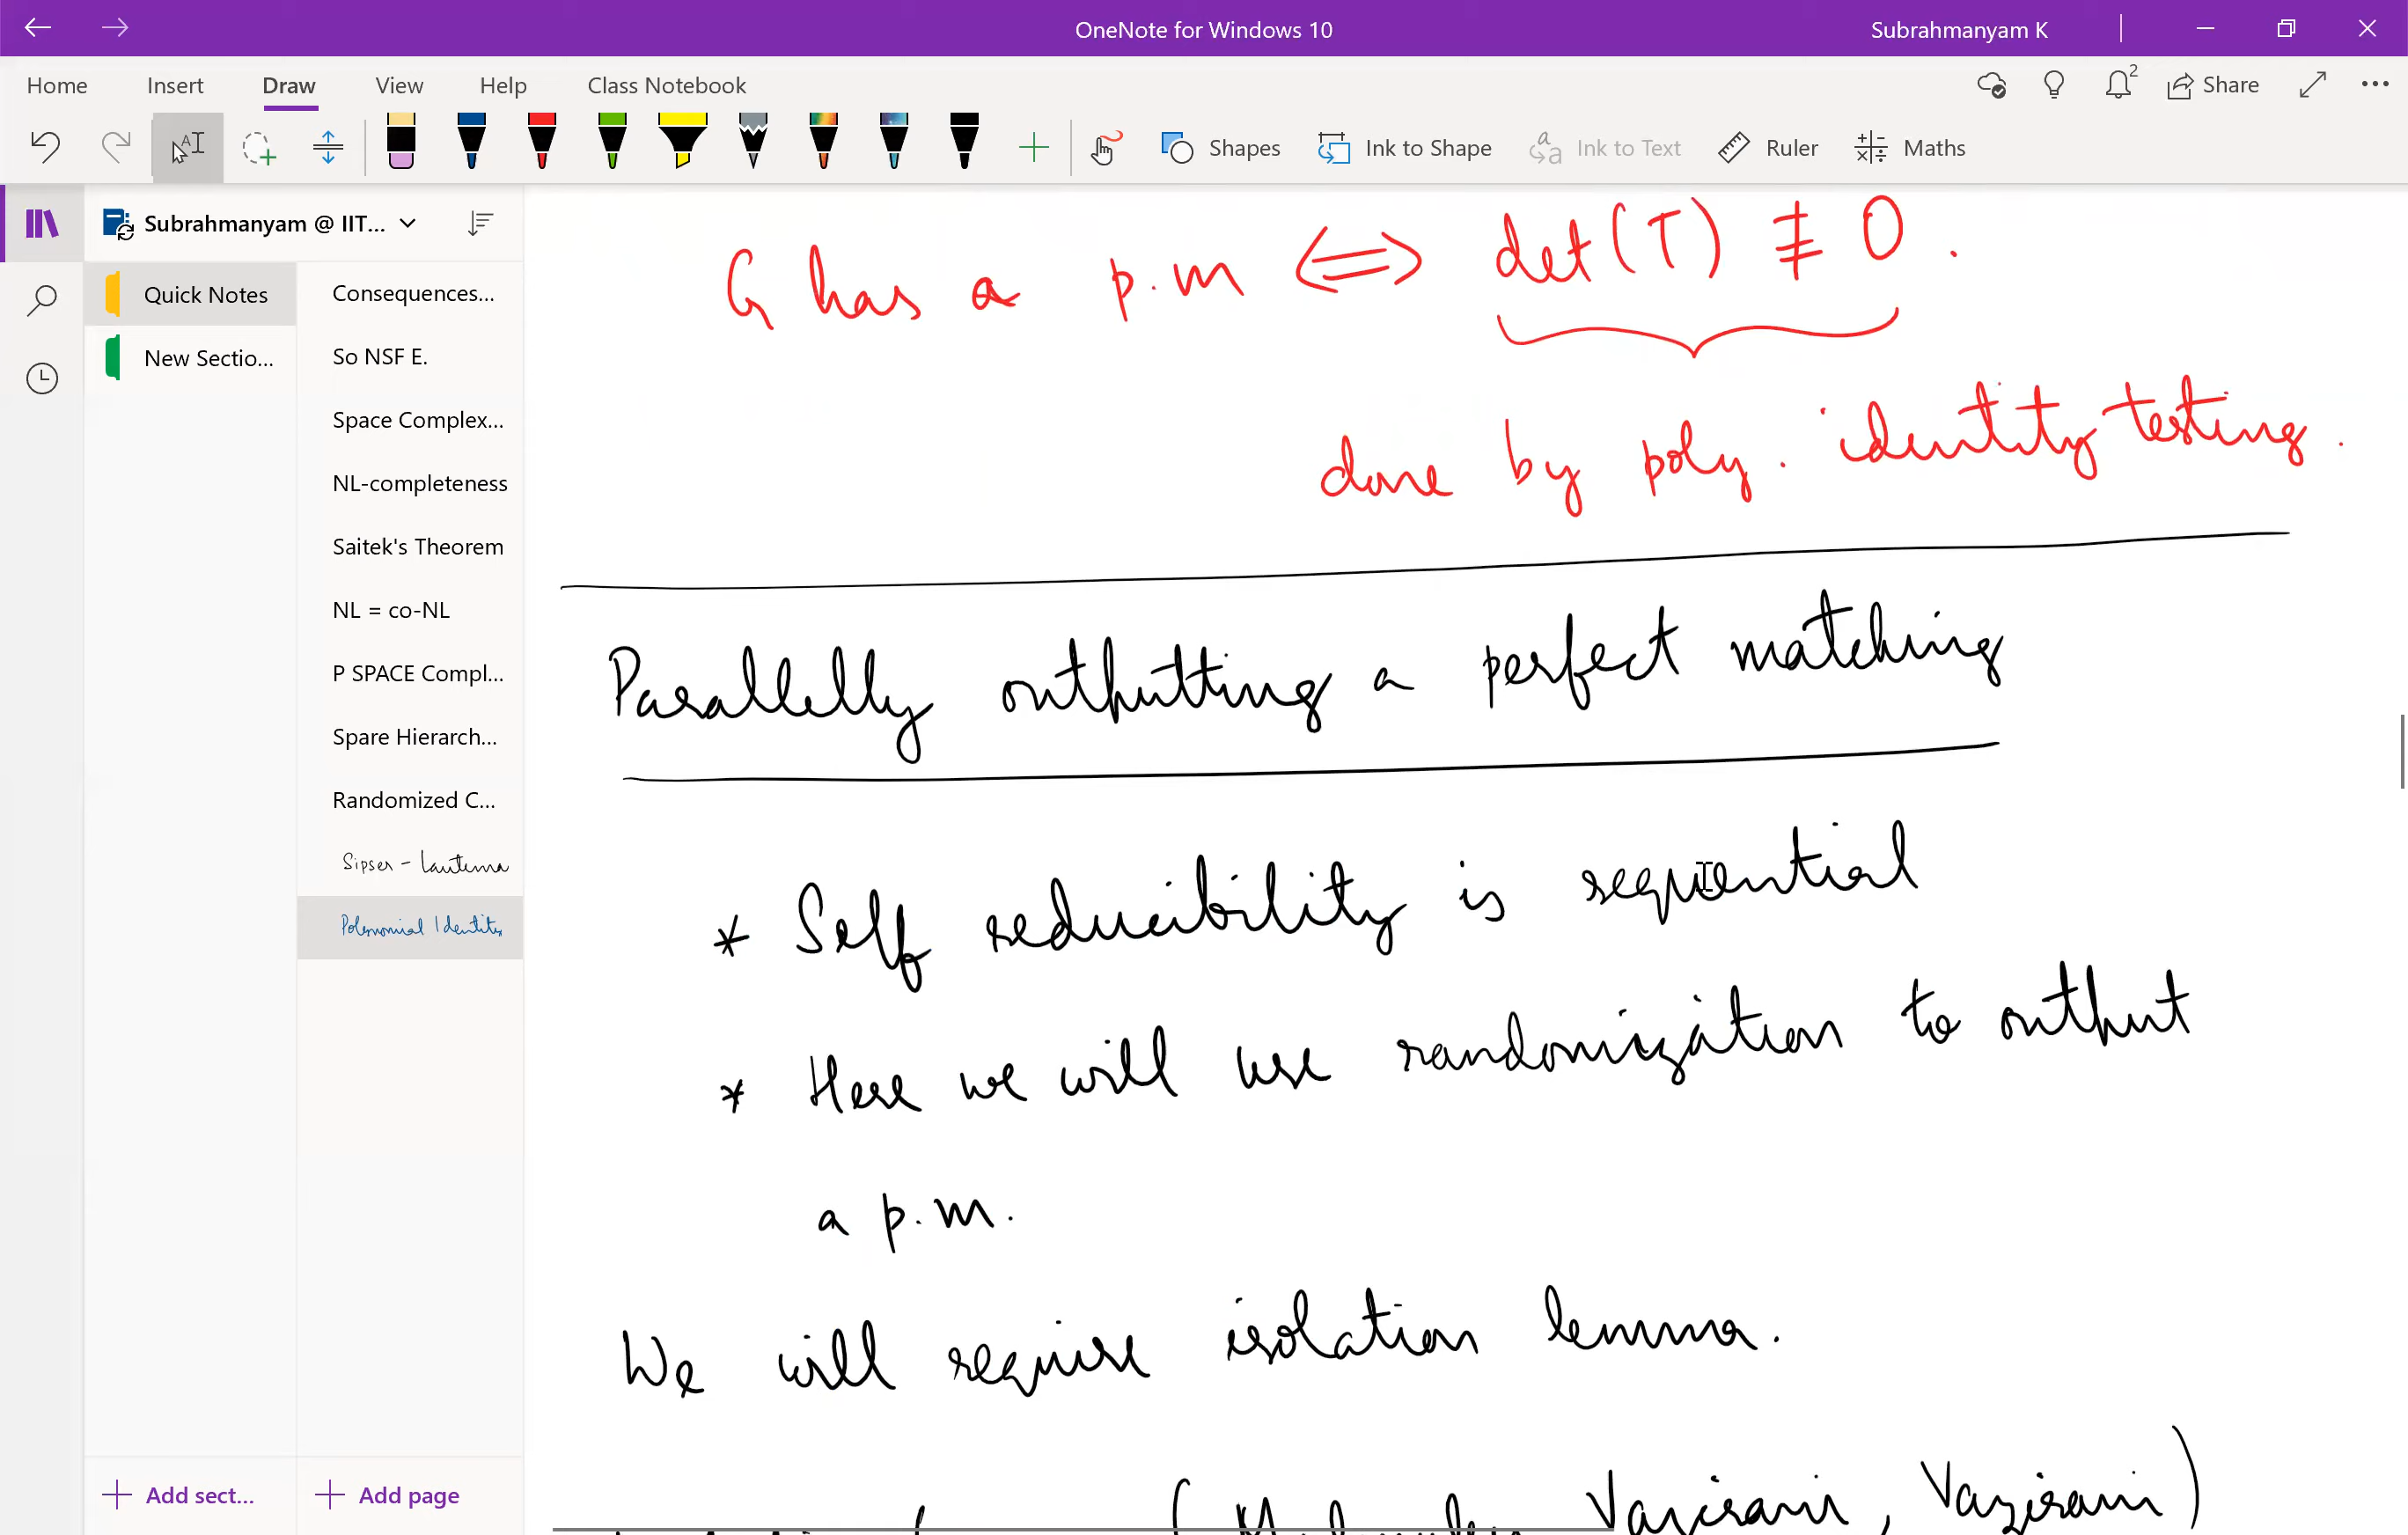 OneNote for Windows 10
Subrahmanyam K
Home Insert Draw View Help Class Notebook
2 Share
Shapes Ink to Shape Ink to Text Ruler Maths
Subrahmanyam @ IIT...
Quick Notes
New Sectio...
Consequences...
So NSF E.
Space Complex...
NL-completeness
Saitek's Theorem
NL = co-NL
P SPACE Compl...
Spare Hierarch...
Randomized C...
Sipser - Lautema
Polynomial Identity
Add sect...
Add page
G has a p.m ⟺ det(T) ≢ 0.
done by poly. identity testing.
Parallelly outputting a perfect matching
* Self reducibility is sequential
* Here we will use randomization to output
a p.m.
We will require isolation lemma.
Vazirani, Vazirani)